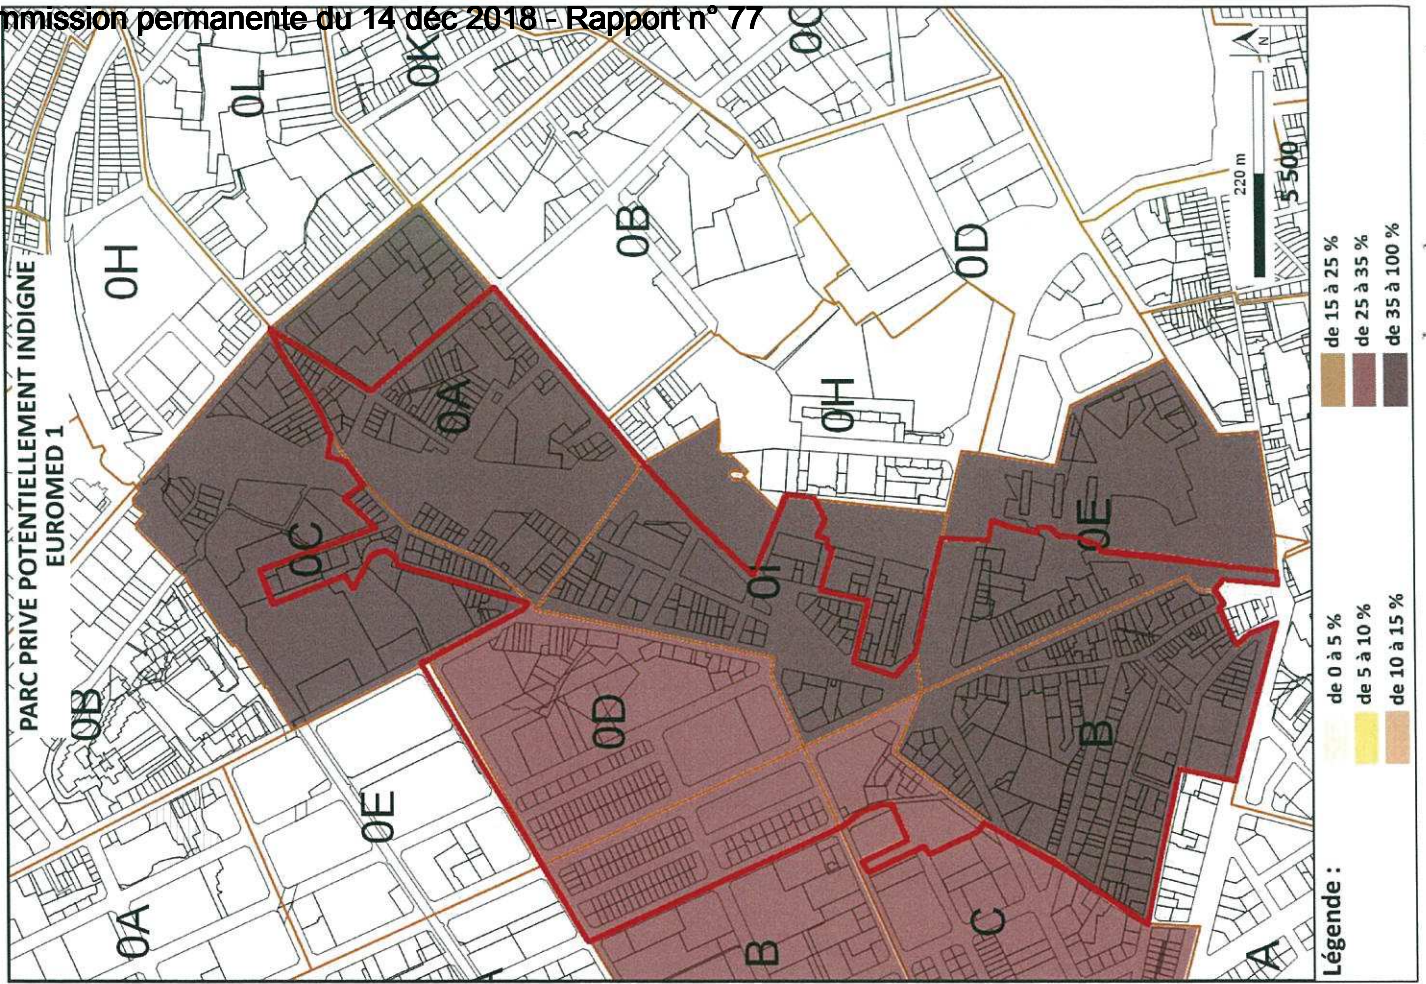 mmission permanente du 14 déc 2018 - Rapport n° 77
PARC PRIVE POTENTIELLEMENT INDIGNE
EUROMED 1
0H
0L
0K
0C
0B
0B
0A
0C
0A
0E
0D
0B
0D
0I
0H
0E
B
B
C
A
N
220 m
5 500
Légende :
de 0 à 5 %
de 5 à 10 %
de 10 à 15 %
de 15 à 25 %
de 25 à 35 %
de 35 à 100 %